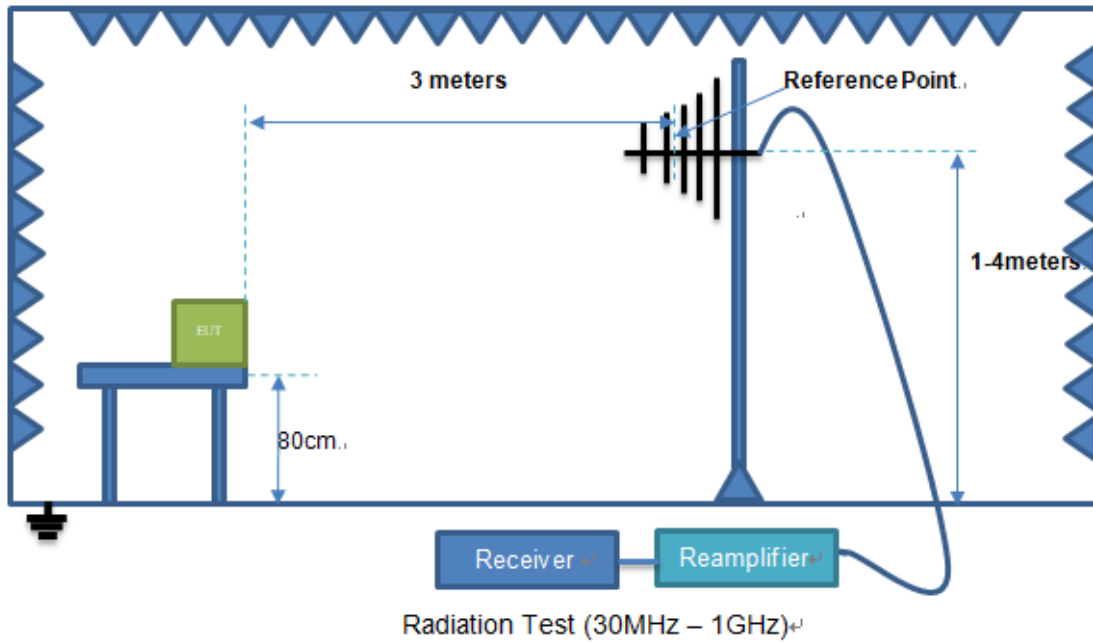 3 meters
Reference Point
1-4meters
EUT
80cm
Receiver
Reamplifier
Radiation Test (30MHz – 1GHz)